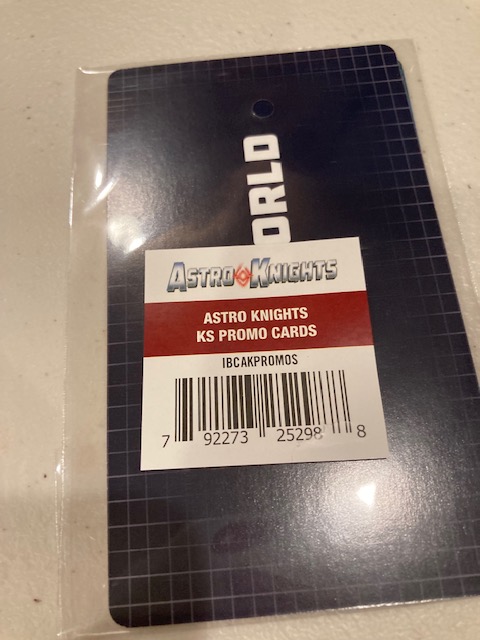 ORLD
ASTRO KNIGHTS
ASTRO KNIGHTS
KS PROMO CARDS
IBCAKPROMOS
7 92273 25298 8